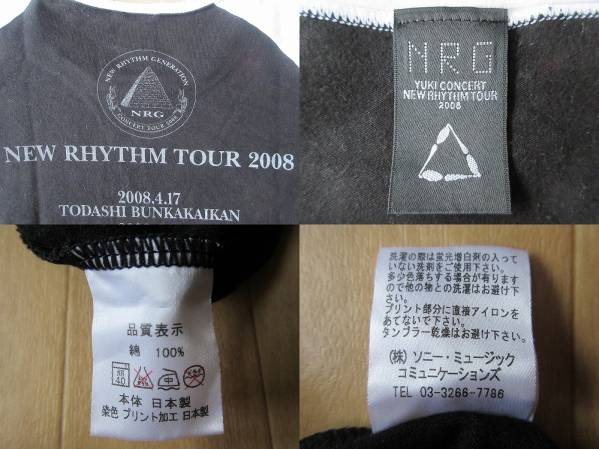 NEW RHYTHM GENERATION
NRG
CONCERT TOUR 2008
NEW RHYTHM TOUR 2008
2008.4.17
TODASHI BUNKAKAIKAN
NRG
YUKI CONCERT
NEW RHYTHM TOUR
2008
品質表示
綿 100%
40
本体 日本製
染色 プリント加工 日本製
洗濯の際は蛍光増白剤の入って
いない洗剤をご使用下さい。
多少色落ちする場合が有ります
ので他の物との洗濯はお避け下
さい。
プリント部分に直接アイロンを
あてないで下さい。
タンブラー乾燥はお避け下さい。
(株) ソニー・ミュージック
コミュニケーションズ
TEL 03-3266-7786